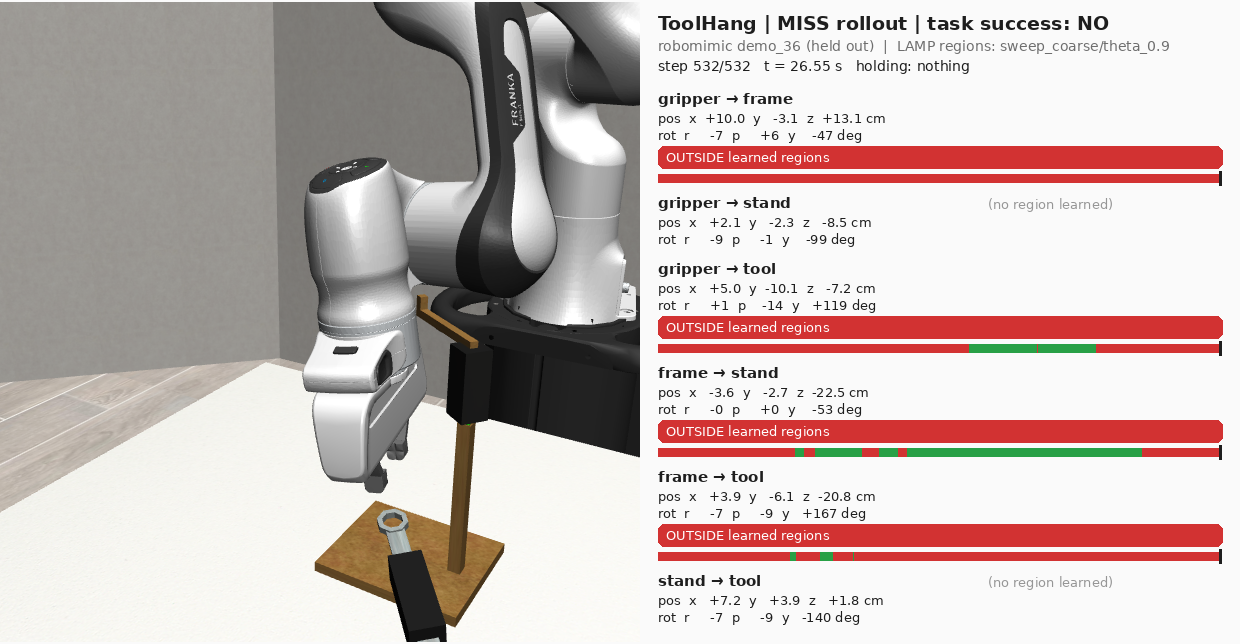 ToolHang | MISS rollout | task success: NO
robomimic demo_36 (held out) | LAMP regions: sweep_coarse/theta_0.9
step 532/532 t = 26.55 s holding: nothing
gripper → frame
pos x +10.0 y -3.1 z +13.1 cm
rot r -7 p +6 y -47 deg
OUTSIDE learned regions
gripper → stand (no region learned)
pos x +2.1 y -2.3 z -8.5 cm
rot r -9 p -1 y -99 deg
gripper → tool
pos x +5.0 y -10.1 z -7.2 cm
rot r +1 p -14 y +119 deg
OUTSIDE learned regions
frame → stand
pos x -3.6 y -2.7 z -22.5 cm
rot r -0 p +0 y -53 deg
OUTSIDE learned regions
frame → tool
pos x +3.9 y -6.1 z -20.8 cm
rot r -7 p -9 y +167 deg
OUTSIDE learned regions
stand → tool (no region learned)
pos x +7.2 y +3.9 z +1.8 cm
rot r -7 p -9 y -140 deg
FRANKA